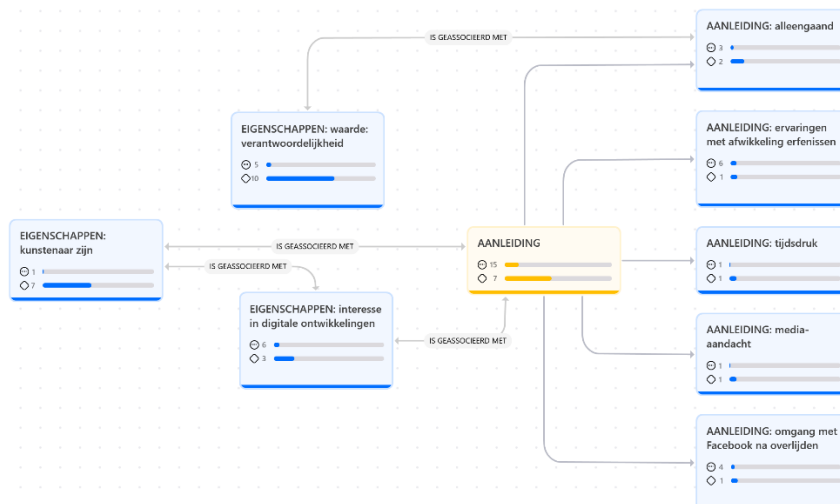 IS GEASSOCIEERD MET
AANLEIDING: alleengaand
3
2
EIGENSCHAPPEN: waarde:
verantwoordelijkheid
5
10
AANLEIDING: ervaringen
met afwikkeling erfenissen
6
1
EIGENSCHAPPEN:
kunstenaar zijn
1
7
IS GEASSOCIEERD MET
IS GEASSOCIEERD MET
AANLEIDING
15
7
AANLEIDING: tijdsdruk
1
1
EIGENSCHAPPEN: interesse
in digitale ontwikkelingen
6
3
IS GEASSOCIEERD MET
AANLEIDING: media-
aandacht
1
1
AANLEIDING: omgang met
Facebook na overlijden
4
1